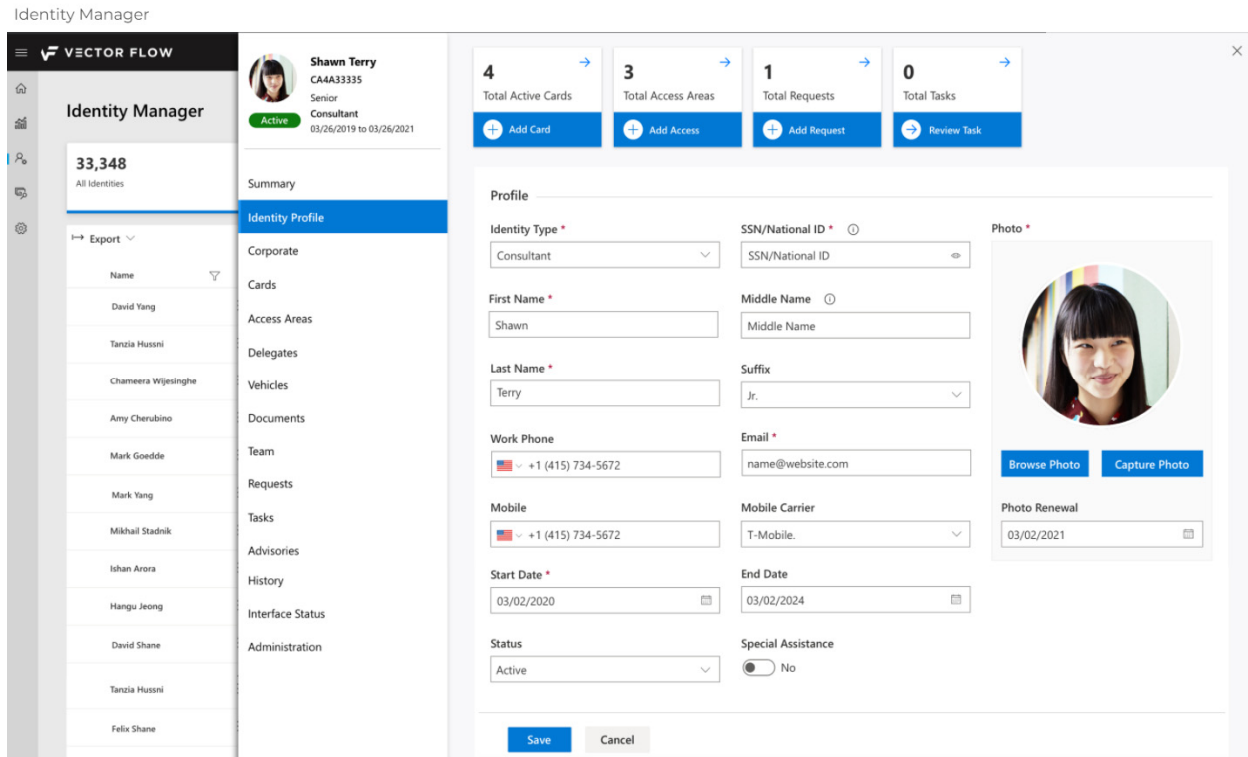 Identity Manager
VECTOR FLOW
Identity Manager
33,348
All Identities
Export
Name
David Yang
Tanzia Hussni
Chameera Wijesinghe
Amy Cherubino
Mark Goedde
Mark Yang
Mikhail Stadnik
Ishan Arora
Hangu Jeong
David Shane
Tanzia Hussni
Felix Shane
Shawn Terry
CA4A33335
Senior
Consultant
03/26/2019 to 03/26/2021
Active
Summary
Identity Profile
Corporate
Cards
Access Areas
Delegates
Vehicles
Documents
Team
Requests
Tasks
Advisories
History
Interface Status
Administration
4
Total Active Cards
Add Card
3
Total Access Areas
Add Access
1
Total Requests
Add Request
0
Total Tasks
Review Task
Profile
Identity Type *
Consultant
SSN/National ID *
SSN/National ID
First Name *
Shawn
Middle Name
Middle Name
Last Name *
Terry
Suffix
Jr.
Work Phone
+1 (415) 734-5672
Email *
name@website.com
Mobile
+1 (415) 734-5672
Mobile Carrier
T-Mobile.
Start Date *
03/02/2020
End Date
03/02/2024
Status
Active
Special Assistance
No
Photo *
Browse Photo
Capture Photo
Photo Renewal
03/02/2021
Save
Cancel